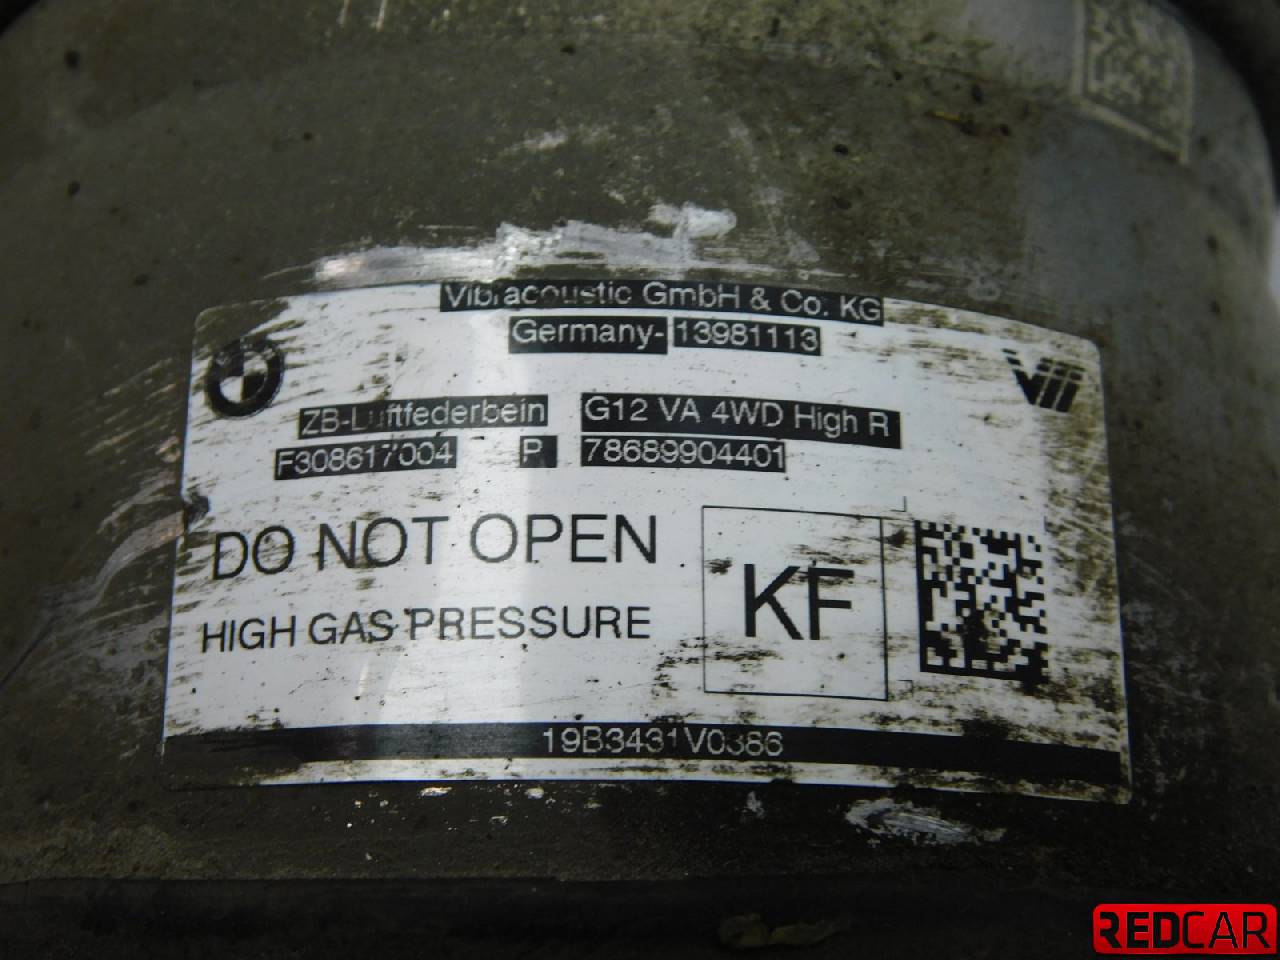 Vibracoustic GmbH & Co. KG
Germany-13981113
ZB-Luftfederbein G12 VA 4WD High R
F308617004 P 78689904401
DO NOT OPEN
HIGH GAS PRESSURE
KF
19B3431V0386
REDCAR